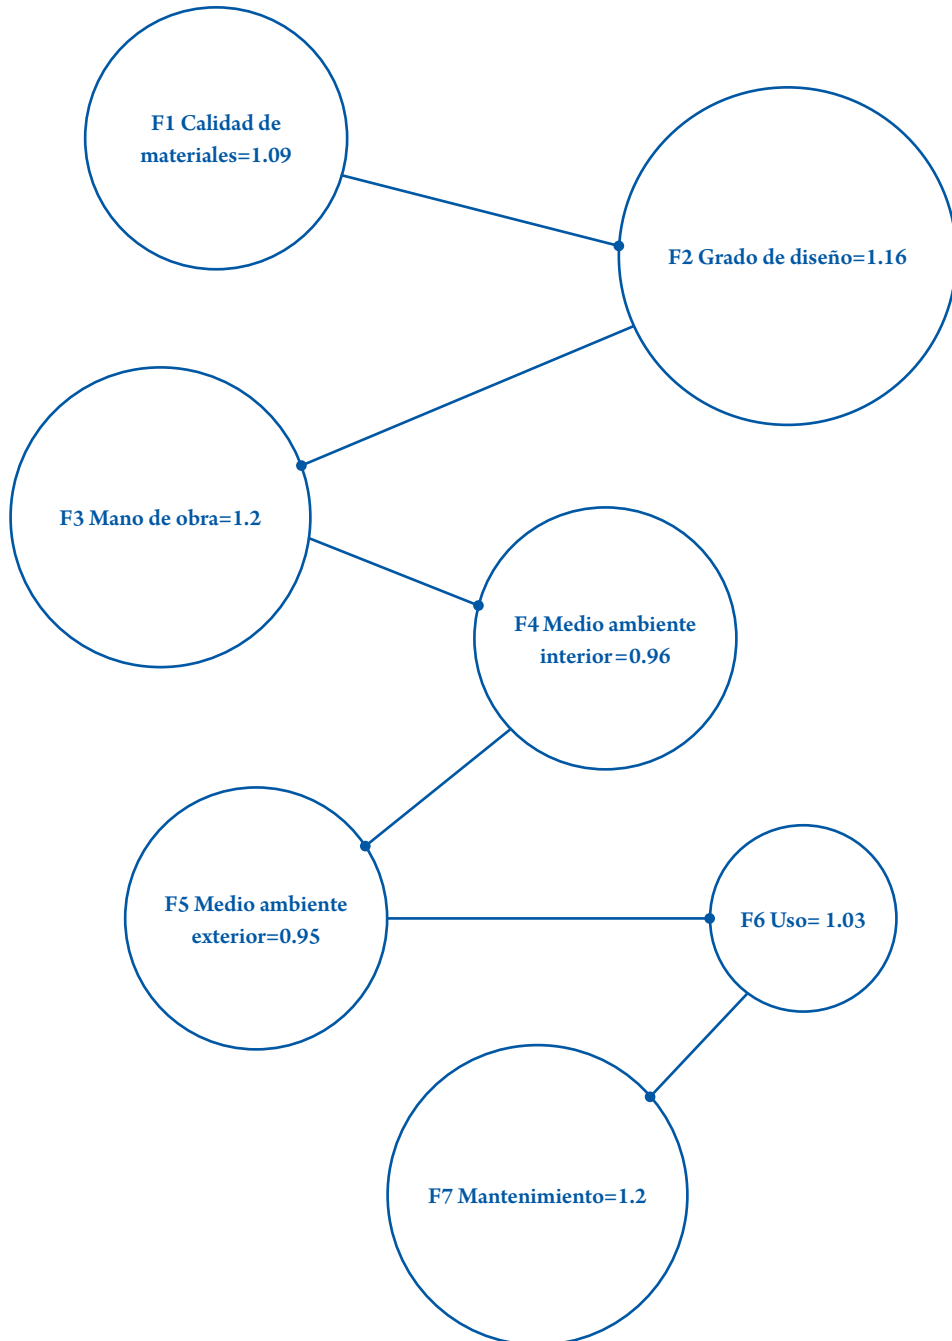 F1 Calidad de
materiales=1.09
F2 Grado de diseño=1.16
F3 Mano de obra=1.2
F4 Medio ambiente
interior=0.96
F5 Medio ambiente
exterior=0.95
F6 Uso= 1.03
F7 Mantenimiento=1.2